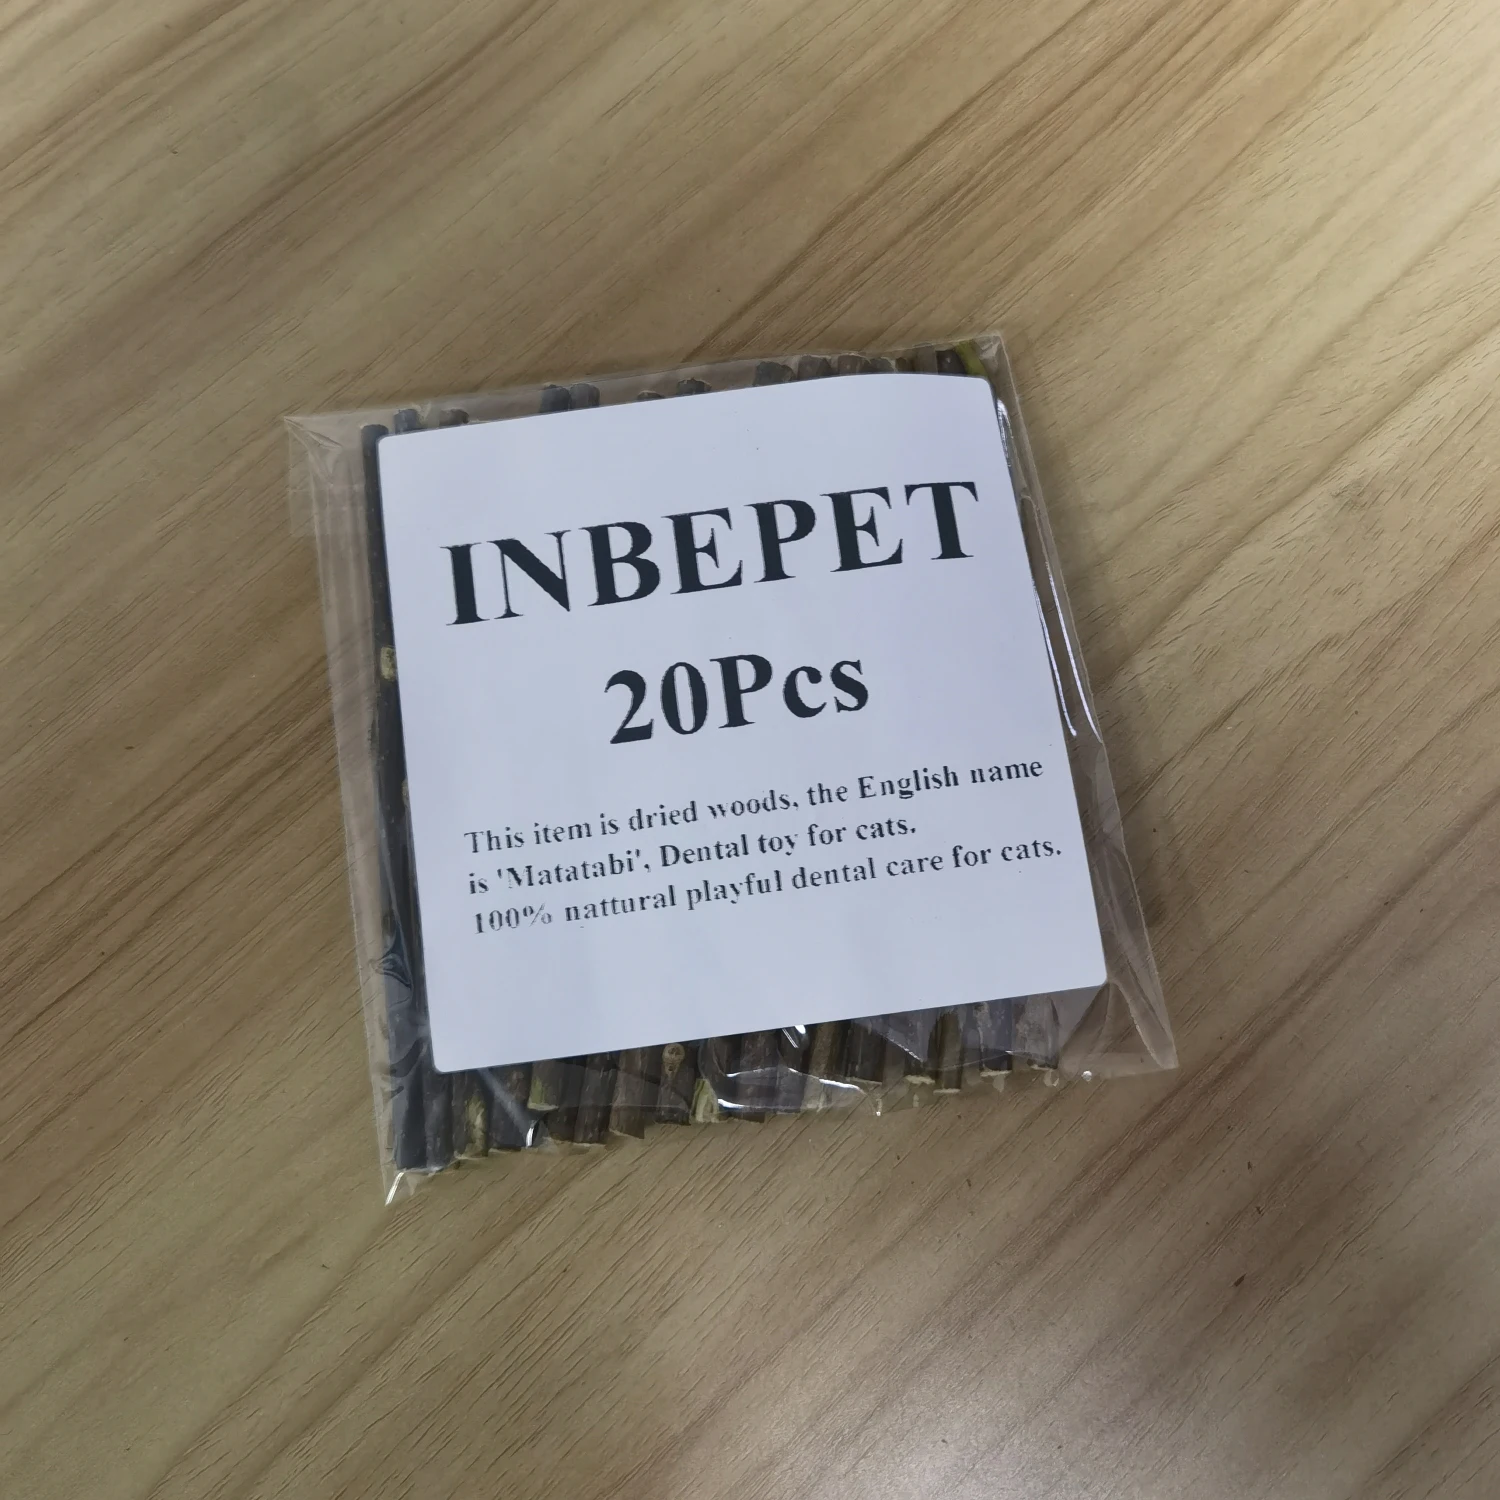 INBEPET
20Pcs
This item is dried woods, the English name
is 'Matatabi', Dental toy for cats.
100% nattural playful dental care for cats.